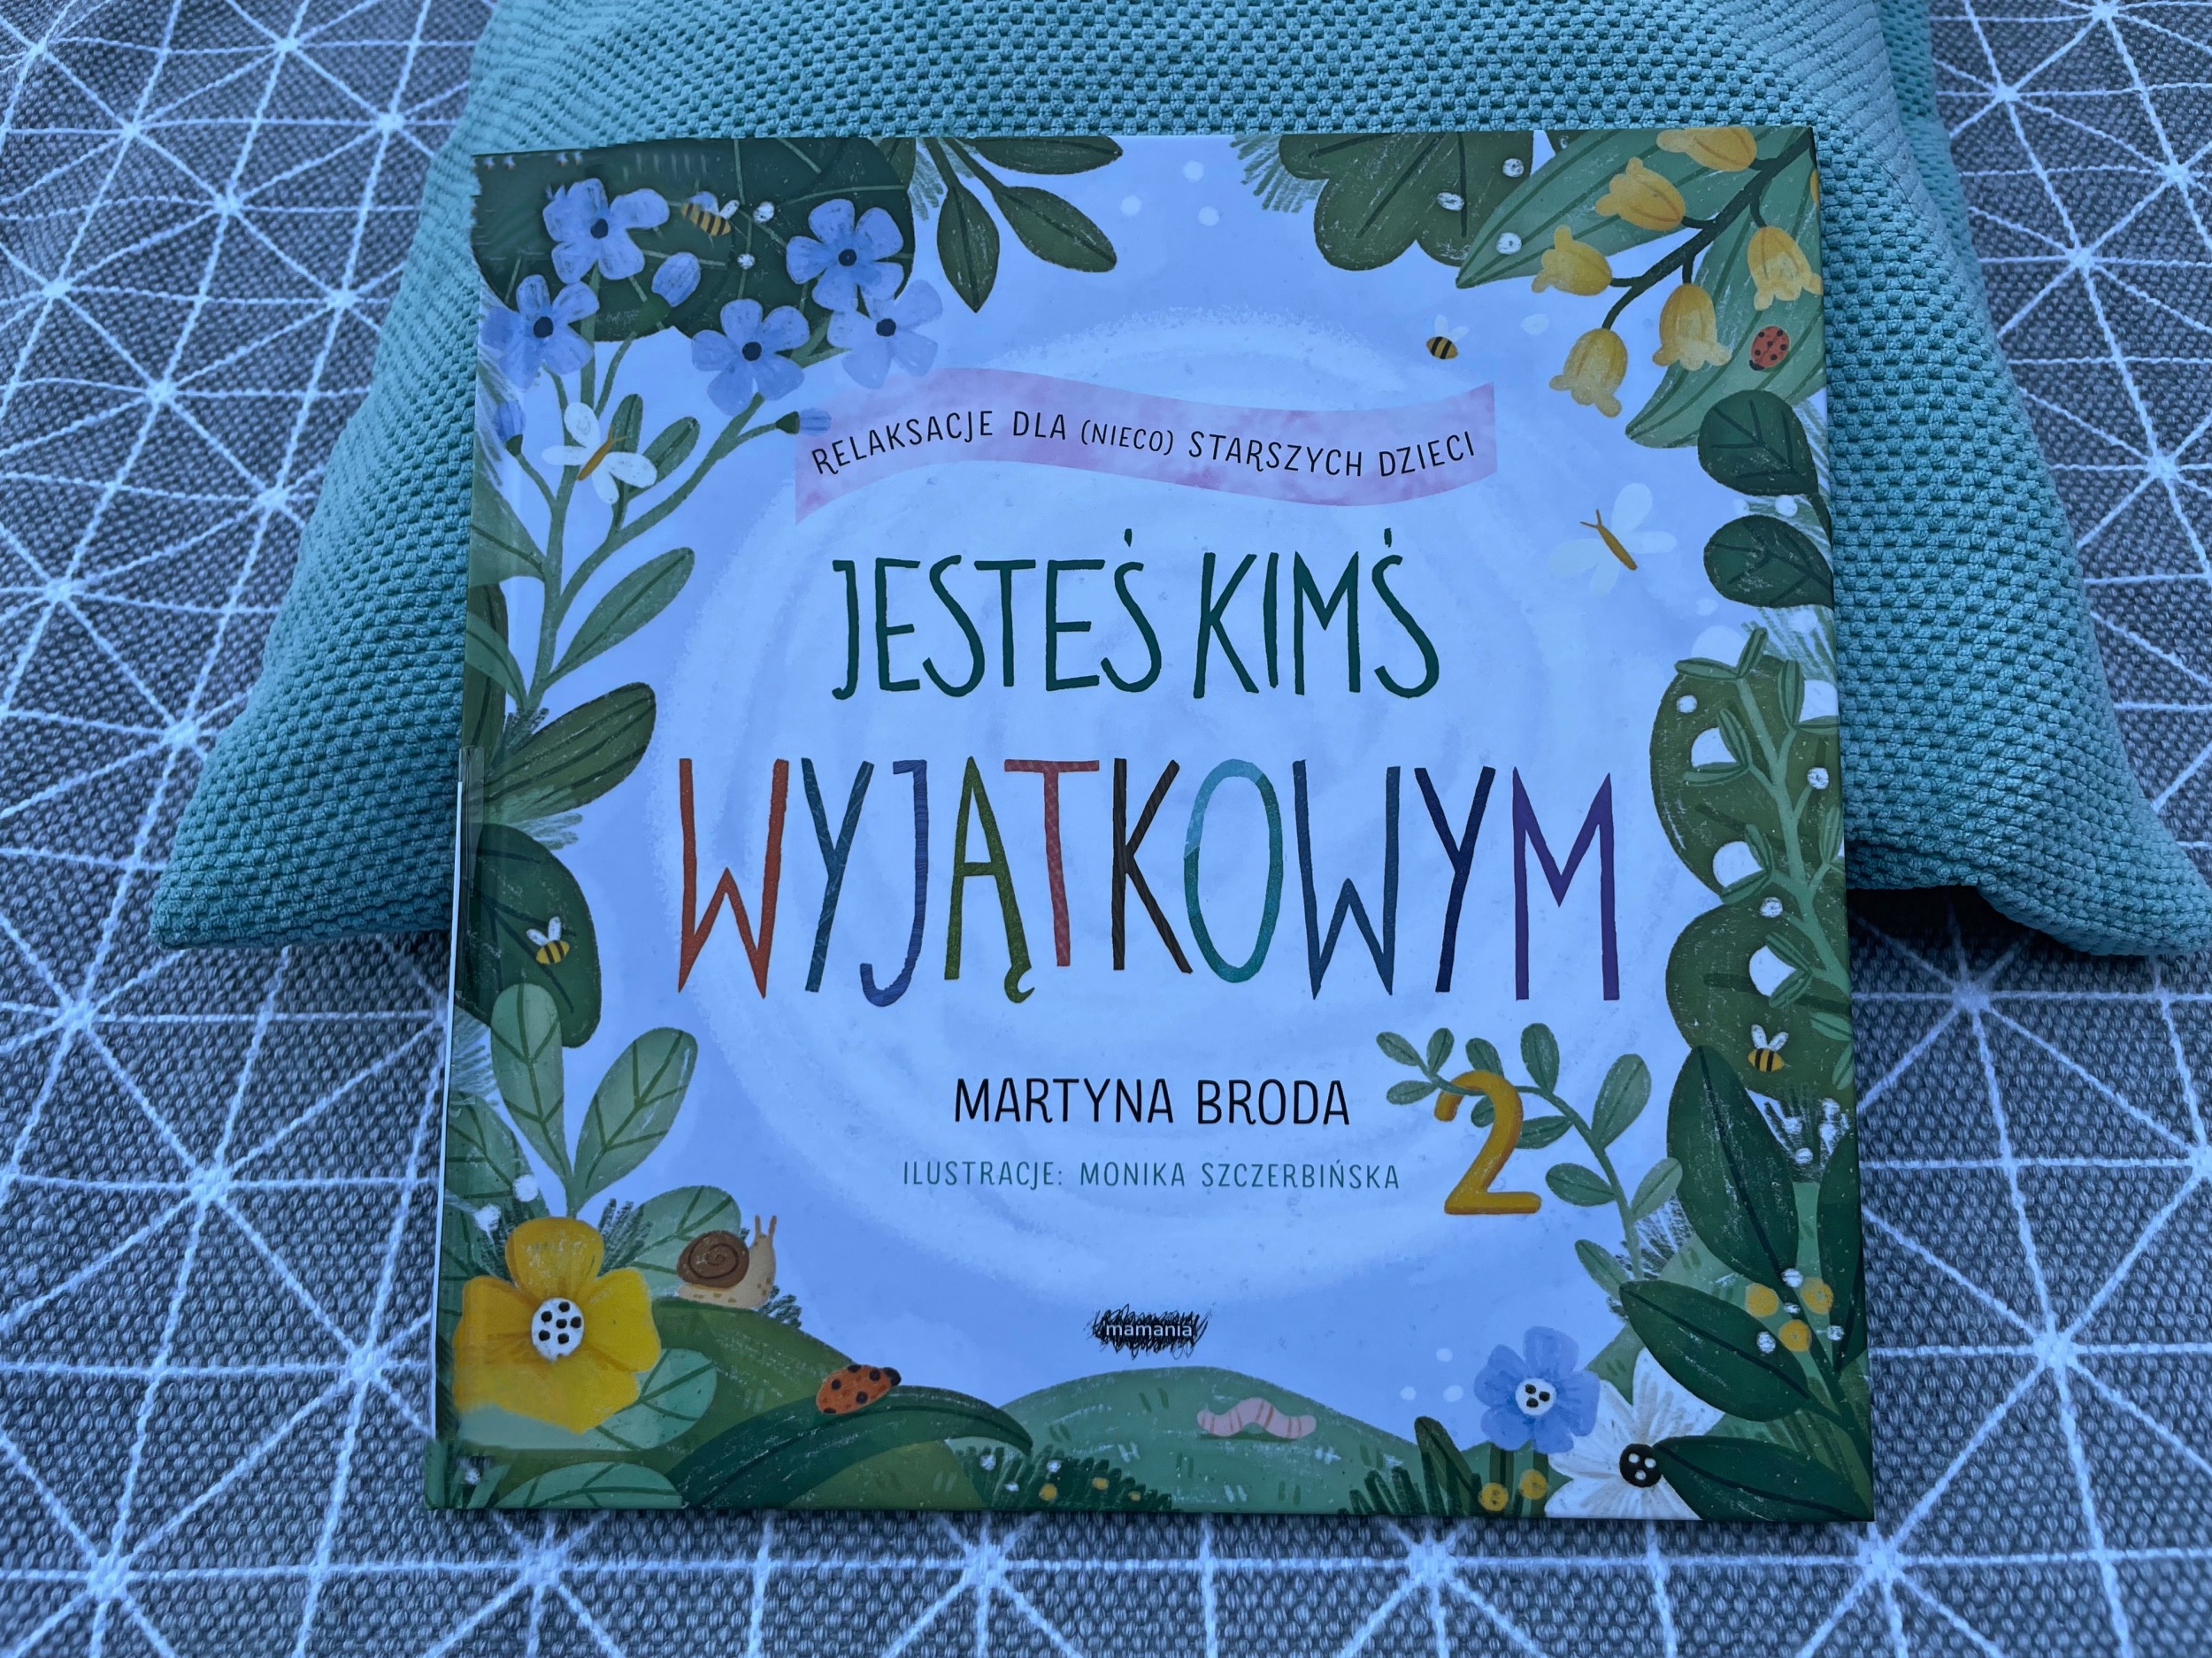 RELAKSACJE DLA (NIECO) STARSZYCH DZIECI
JESTEŚ KIMŚ
WYJĄTKOWYM
MARTYNA BRODA
2
ILUSTRACJE: MONIKA SZCZERBIŃSKA
mamania